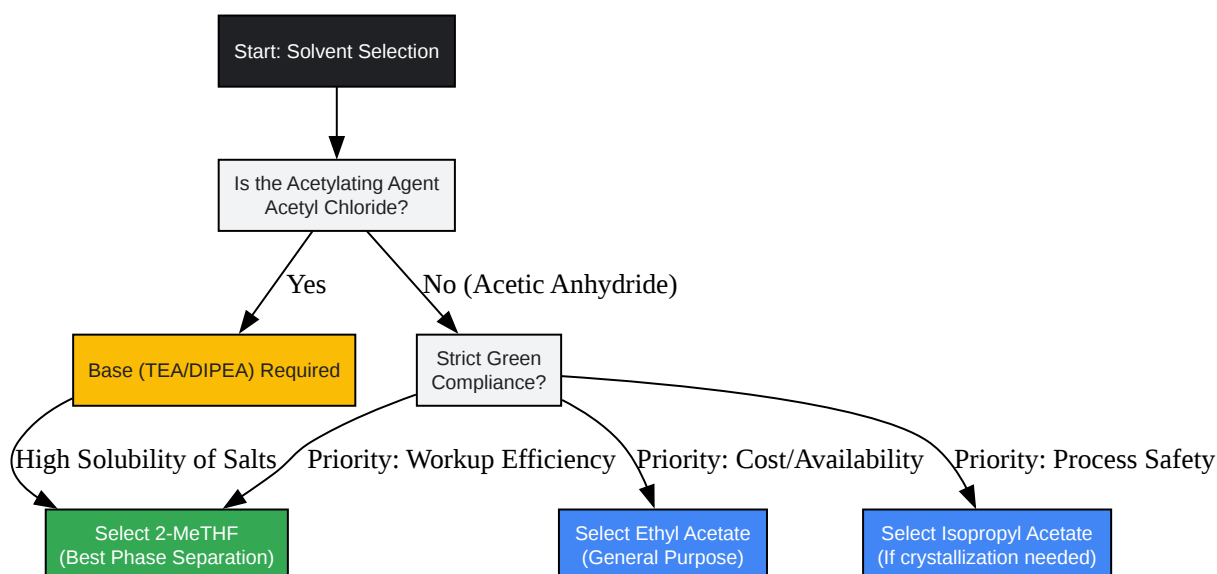 Start: Solvent Selection
Is the Acetylating Agent
Acetyl Chloride?
Yes
No (Acetic Anhydride)
Base (TEA/DIPEA) Required
Strict Green
Compliance?
High Solubility of Salts
Priority: Workup Efficiency
Priority: Cost/Availability
Priority: Process Safety
Select 2-MeTHF
(Best Phase Separation)
Select Ethyl Acetate
(General Purpose)
Select Isopropyl Acetate
(If crystallization needed)